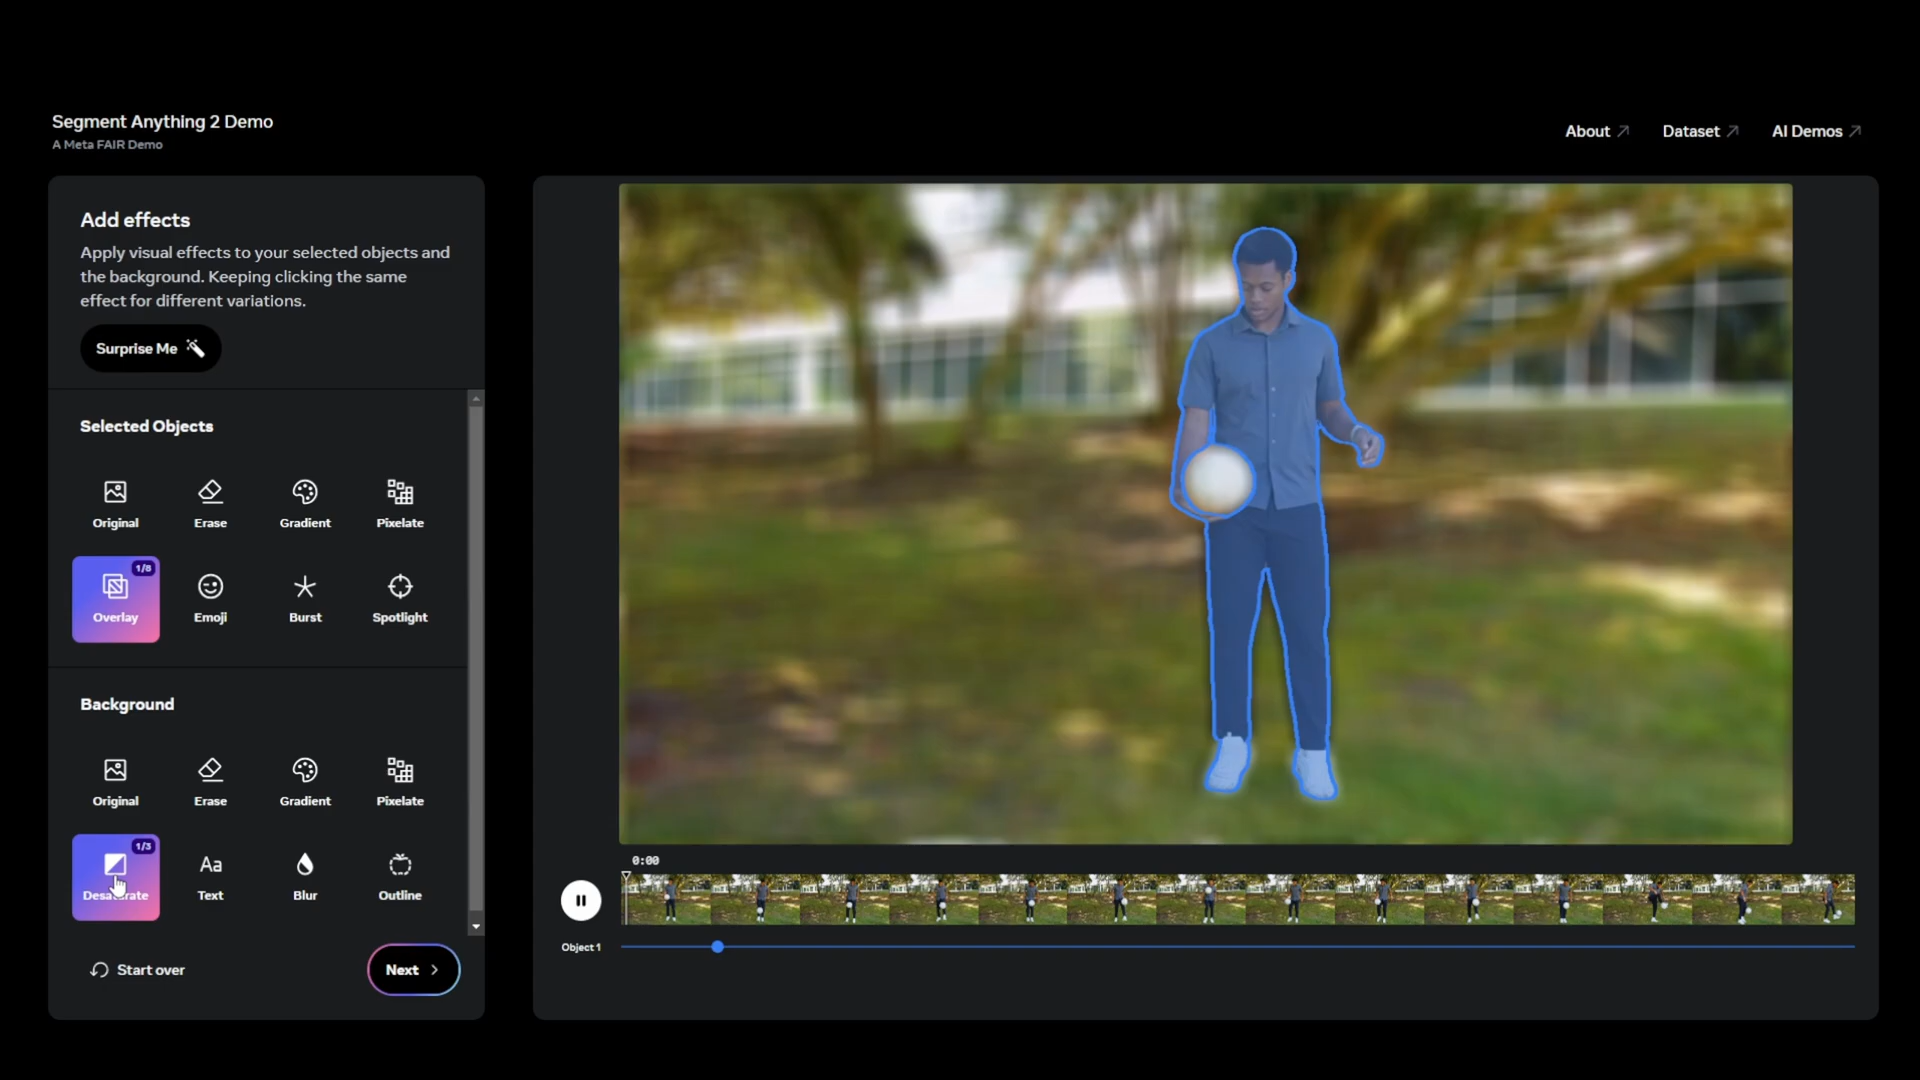 Segment Anything 2 Demo
A Meta FAIR Demo
About
Dataset
AI Demos
Add effects
Apply visual effects to your selected objects and
the background. Keeping clicking the same
effect for different variations.
Surprise Me
Selected Objects
Original Erase Gradient Pixelate
1/8
Overlay Emoji Burst Spotlight
Background
Original Erase Gradient Pixelate
1/3
Text Blur Outline
Start over
Next
0:00
Object 1